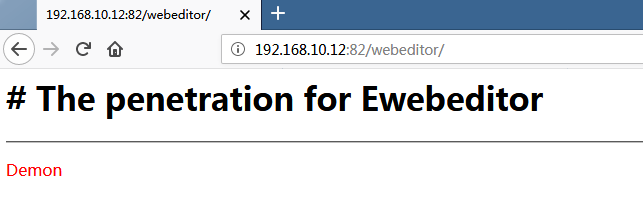 192.168.10.12:82/webeditor/
192.168.10.12:82/webeditor/
# The penetration for Ewebeditor
Demon